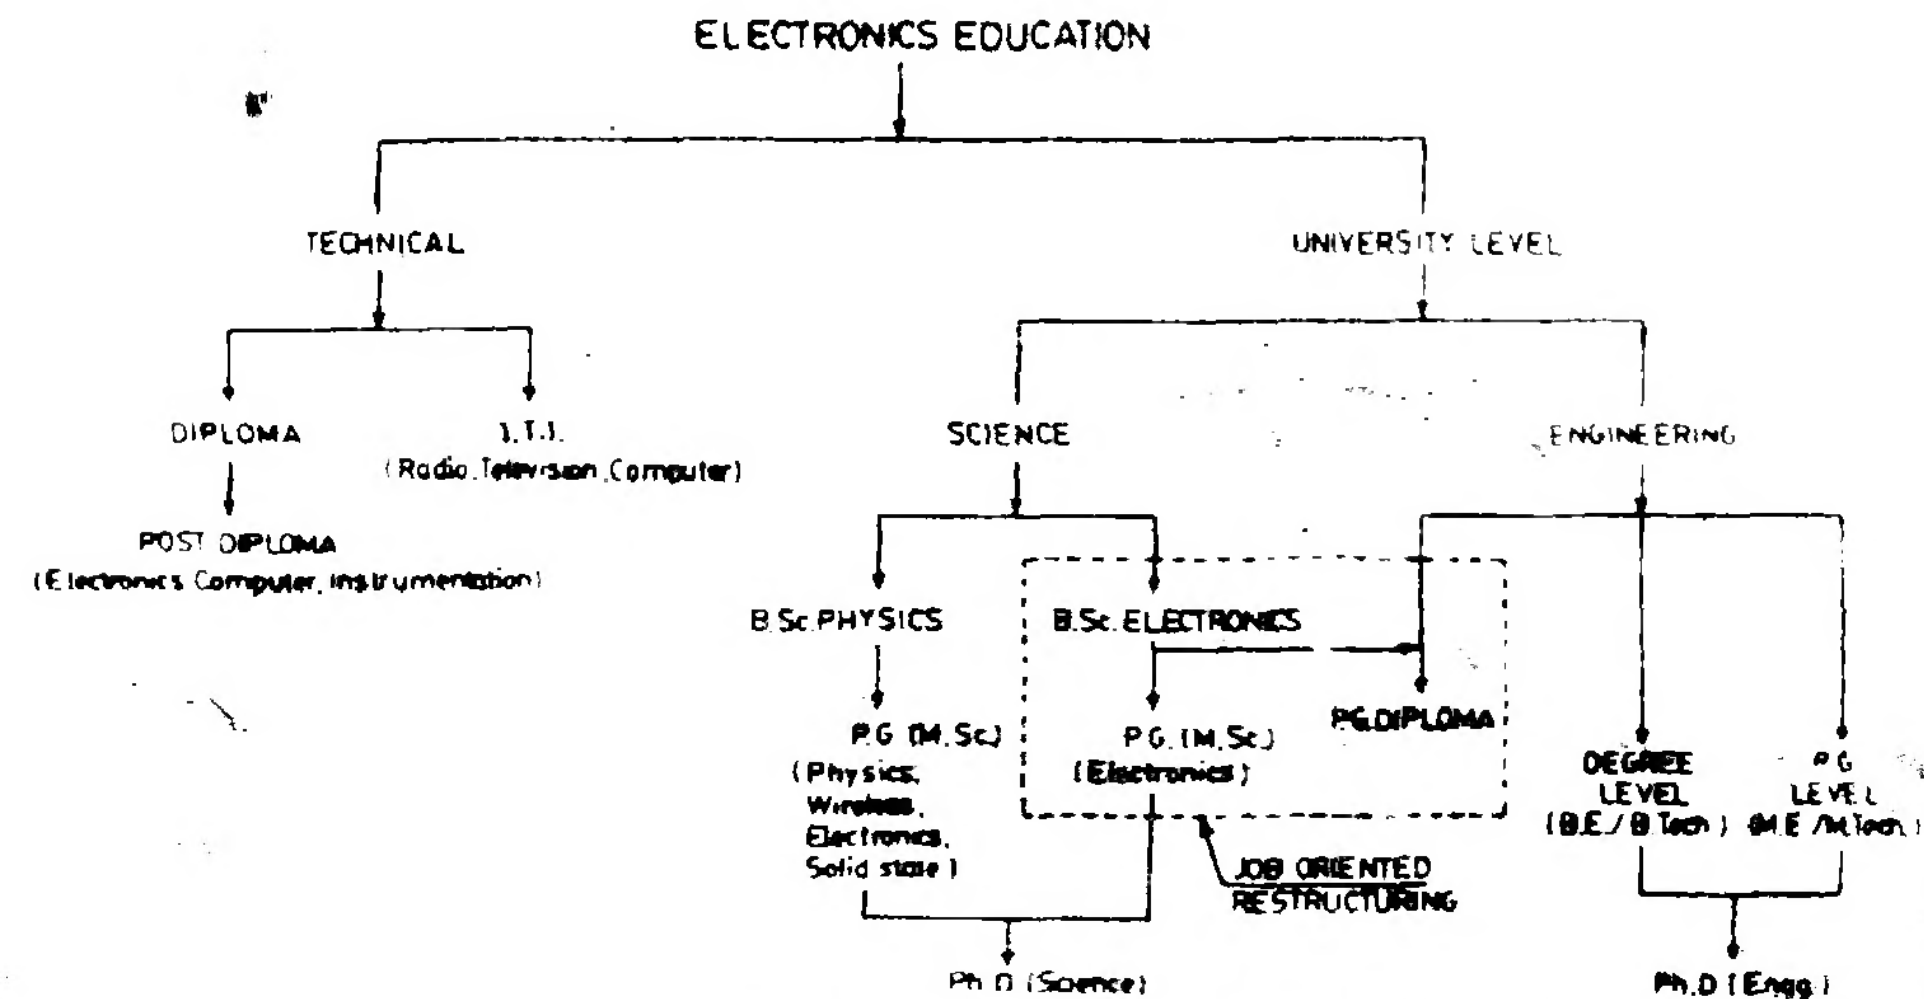 ELECTRONICS EDUCATION
TECHNICAL
UNIVERSITY LEVEL
DIPLOMA
I.T.I.
(Radio, Television, Computer)
SCIENCE
ENGINEERING
POST DIPLOMA
(Electronics Computer, Instrumentation)
B.Sc. PHYSICS
B.Sc. ELECTRONICS
P.G. (M.Sc.)
(Physics,
Wireless,
Electronics,
Solid state)
P.G. (M.Sc.)
(Electronics)
P.G. DIPLOMA
DEGREE
LEVEL
(B.E./B.Tech)
P G
LEVEL
(M.E./M.Tech.)
JOB ORIENTED
RESTRUCTURING
Ph.D (Science)
Ph.D (Engg.)